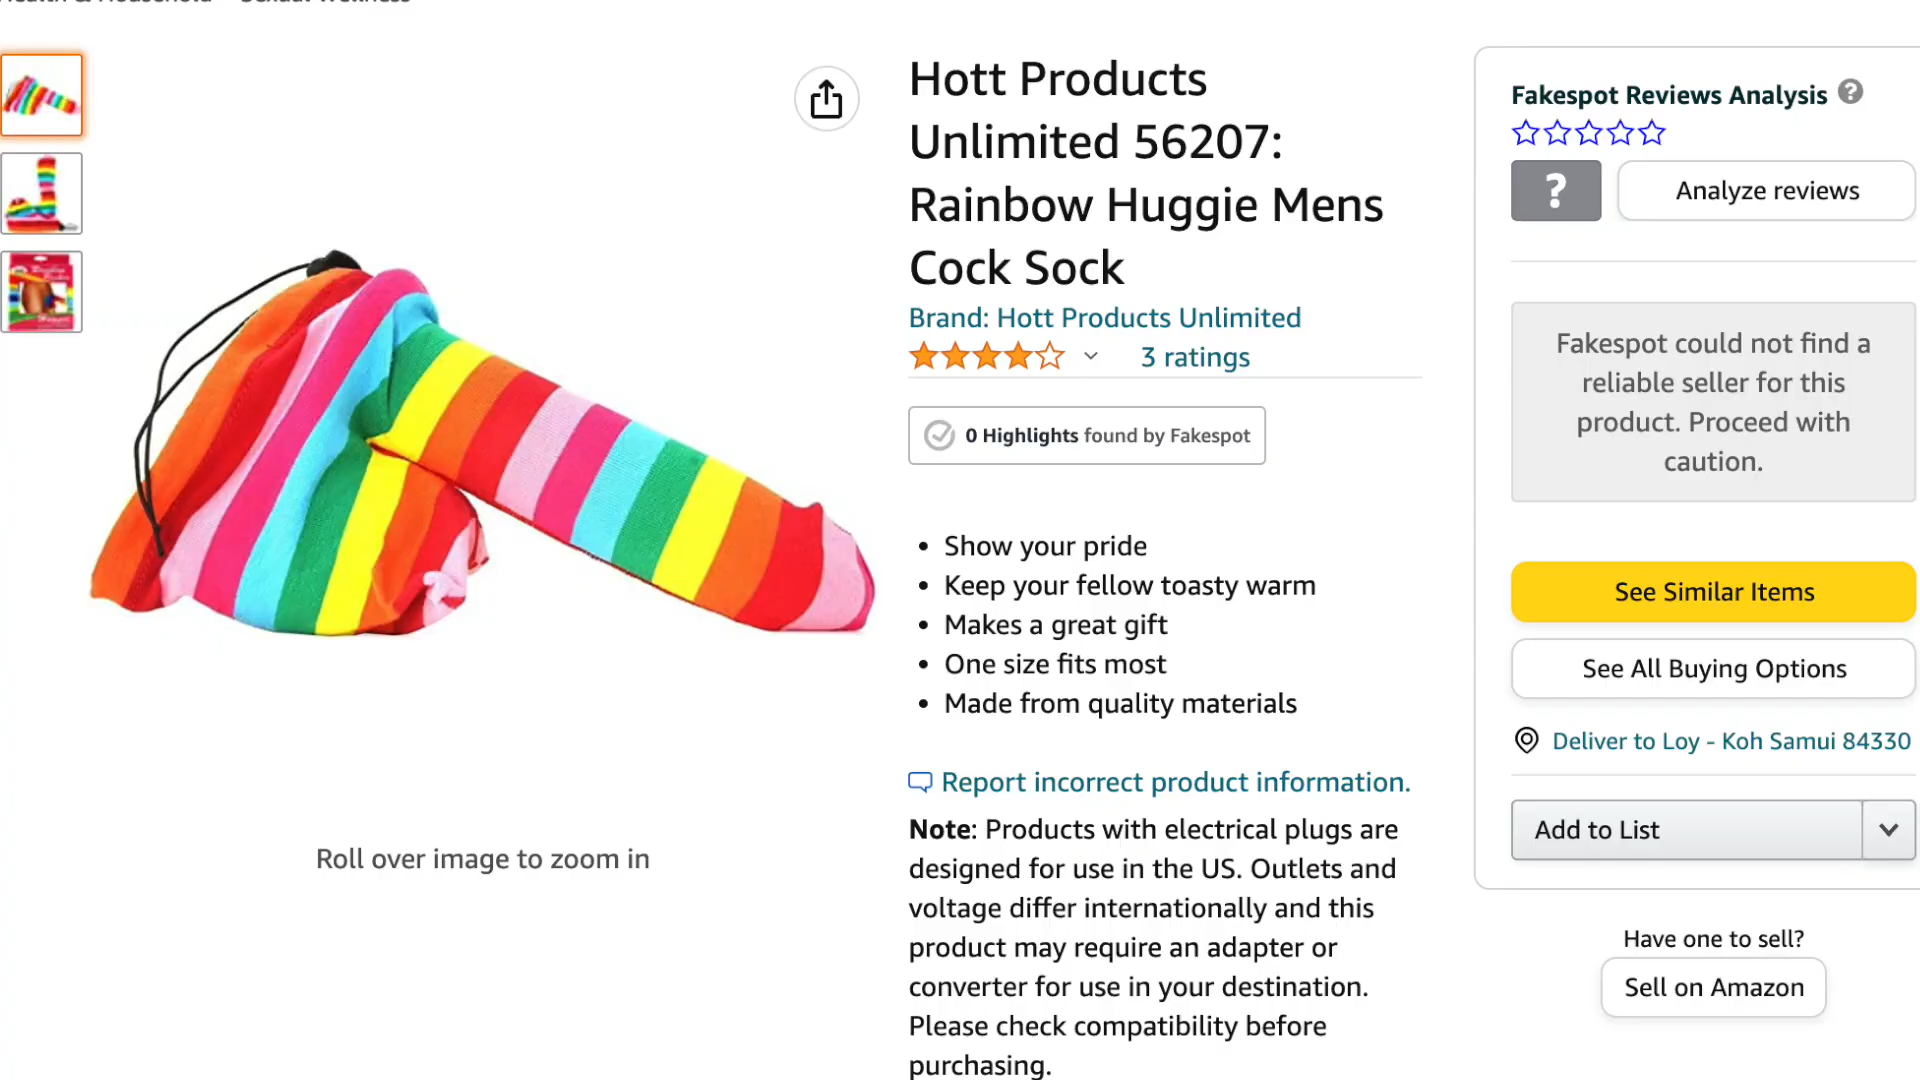 Health & Household
Sexual Wellness
Hott Products
Unlimited 56207:
Rainbow Huggie Mens
Cock Sock
Brand: Hott Products Unlimited
3 ratings
0 Highlights found by Fakespot
• Show your pride
• Keep your fellow toasty warm
• Makes a great gift
• One size fits most
• Made from quality materials
Report incorrect product information.
Note: Products with electrical plugs are
designed for use in the US. Outlets and
voltage differ internationally and this
product may require an adapter or
converter for use in your destination.
Please check compatibility before
purchasing.
Roll over image to zoom in
Fakespot Reviews Analysis ?
?
Analyze reviews
Fakespot could not find a
reliable seller for this
product. Proceed with
caution.
See Similar Items
See All Buying Options
Deliver to Loy - Koh Samui 84330
Add to List
Have one to sell?
Sell on Amazon